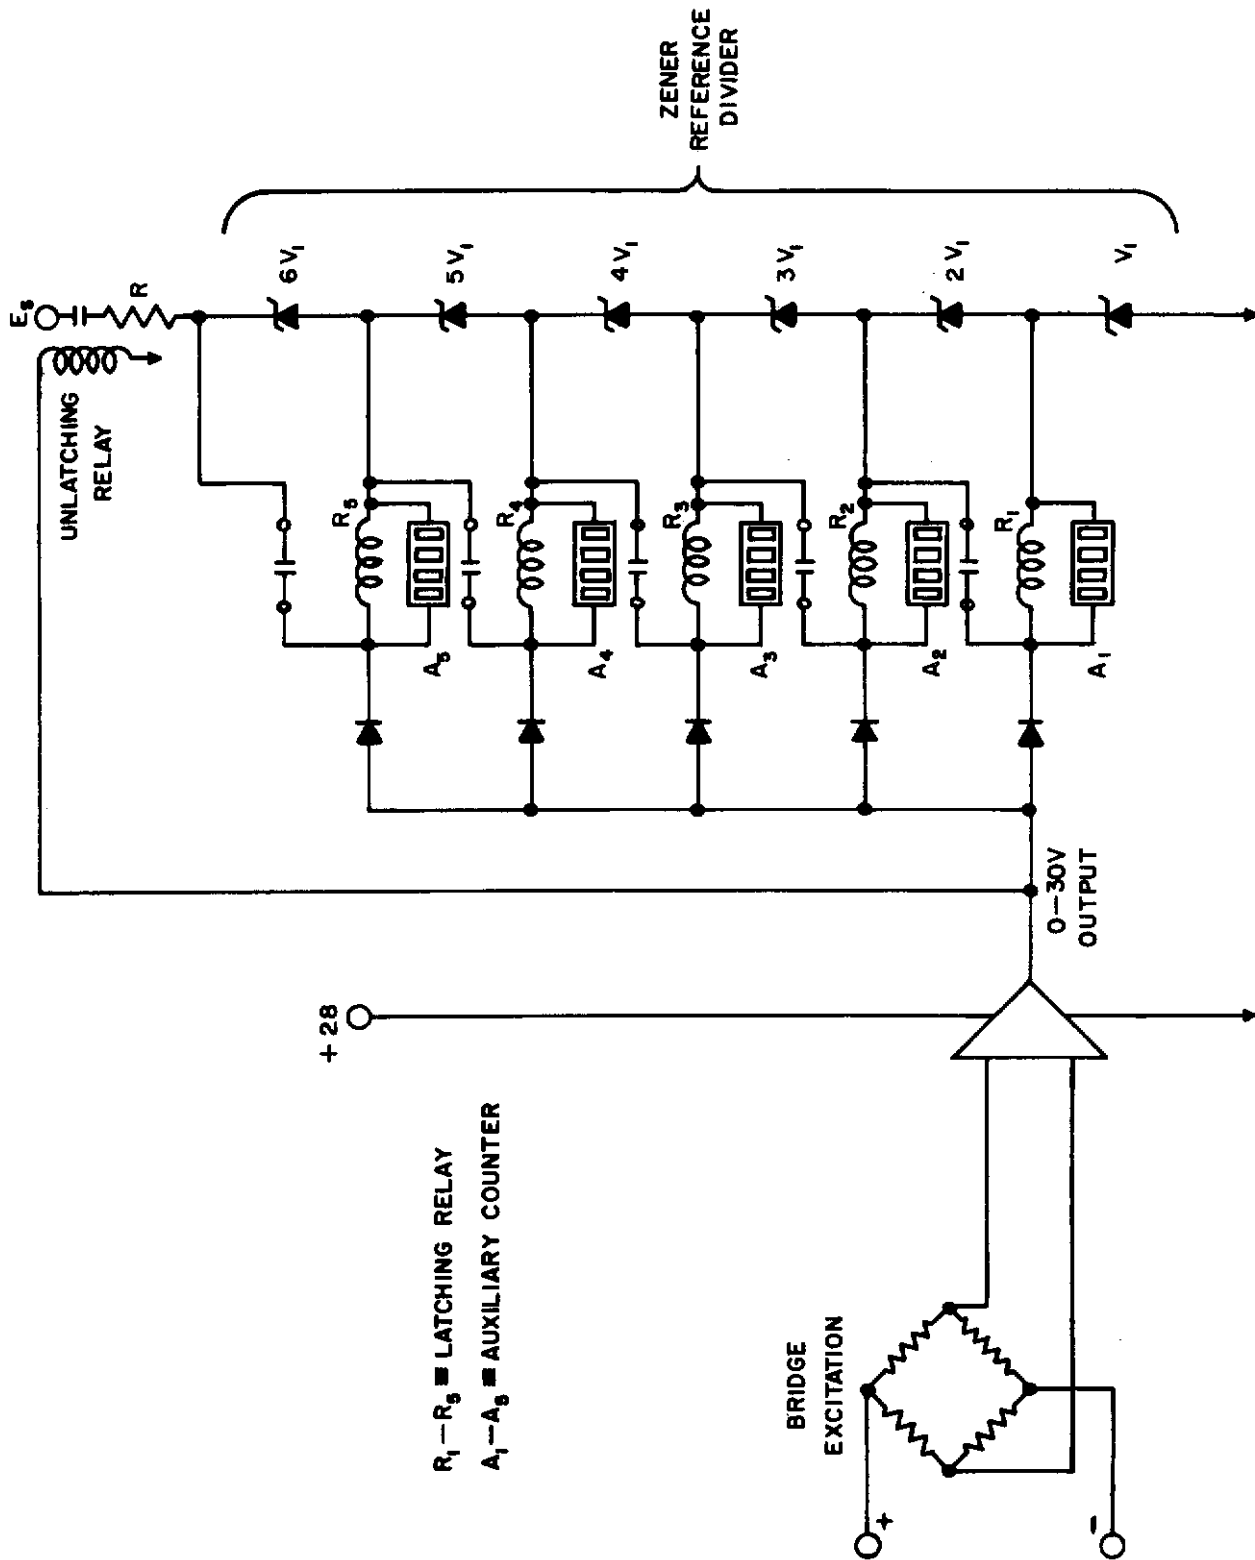 R₁–R₅ ≡ LATCHING RELAY
A₁–A₅ ≡ AUXILIARY COUNTER
BRIDGE
EXCITATION
+
–
+28
0–30V
OUTPUT
UNLATCHING
RELAY
Eₛ
R
R₅
A₅
R₄
A₄
R₃
A₃
R₂
A₂
R₁
A₁
6V₁
5V₁
4V₁
3V₁
2V₁
V₁
ZENER
REFERENCE
DIVIDER